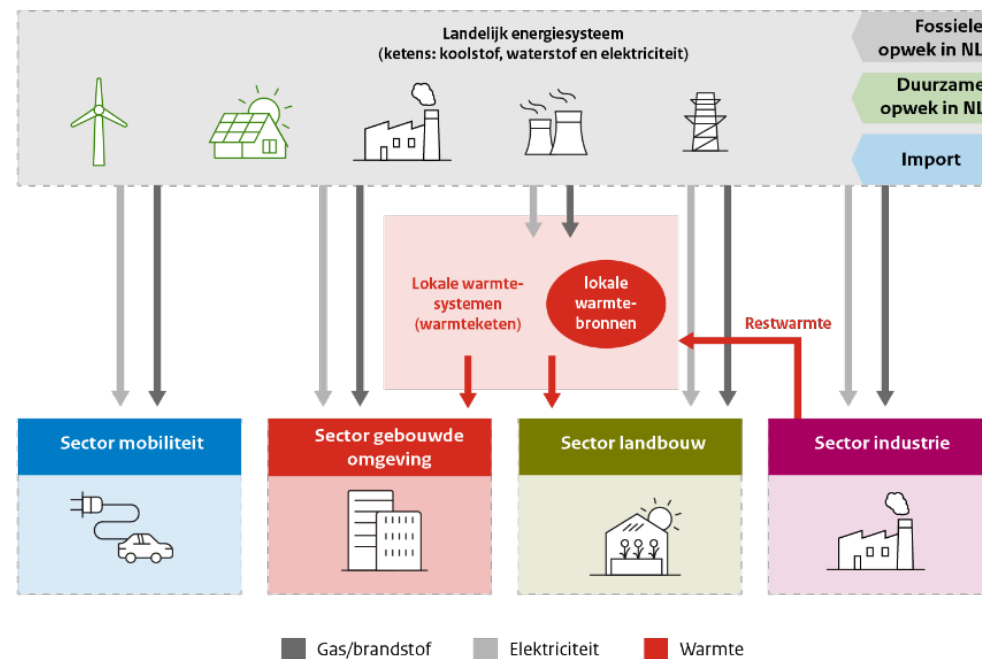 Landelijk energiesysteem
(ketens: koolstof, waterstof en elektriciteit)
Fossiele
opwek in NL
Duurzame
opwek in NL
Import
Lokale warmte-
systemen
(warmteketen)
lokale
warmte-
bronnen
Restwarmte
Sector mobiliteit
Sector gebouwde
omgeving
Sector landbouw
Sector industrie
Gas/brandstof
Elektriciteit
Warmte